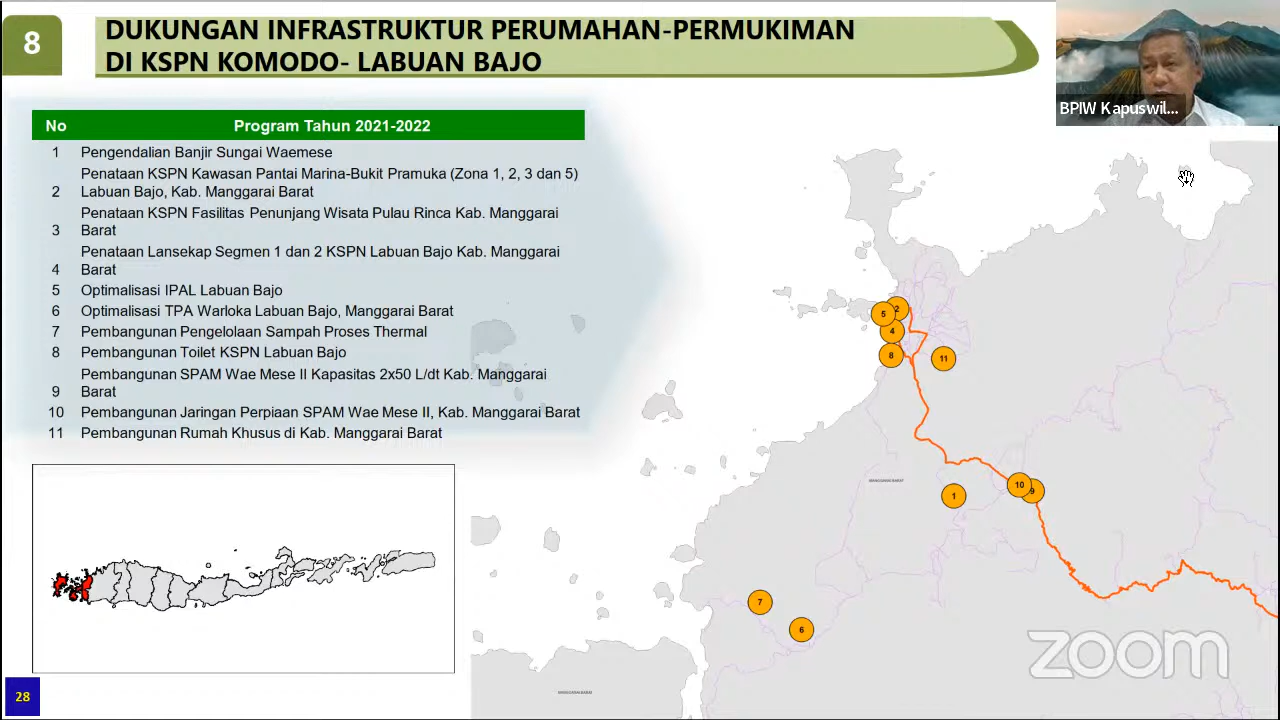 8
DUKUNGAN INFRASTRUKTUR PERUMAHAN-PERMUKIMAN
DI KSPN KOMODO- LABUAN BAJO
BPIW Kapuswil...
No Program Tahun 2021-2022
1 Pengendalian Banjir Sungai Waemese
Penataan KSPN Kawasan Pantai Marina-Bukit Pramuka (Zona 1, 2, 3 dan 5)
2 Labuan Bajo, Kab. Manggarai Barat
Penataan KSPN Fasilitas Penunjang Wisata Pulau Rinca Kab. Manggarai
3 Barat
Penataan Lansekap Segmen 1 dan 2 KSPN Labuan Bajo Kab. Manggarai
4 Barat
5 Optimalisasi IPAL Labuan Bajo
6 Optimalisasi TPA Warloka Labuan Bajo, Manggarai Barat
7 Pembangunan Pengelolaan Sampah Proses Thermal
8 Pembangunan Toilet KSPN Labuan Bajo
Pembangunan SPAM Wae Mese II Kapasitas 2x50 L/dt Kab. Manggarai
9 Barat
10 Pembangunan Jaringan Perpiaan SPAM Wae Mese II, Kab. Manggarai Barat
11 Pembangunan Rumah Khusus di Kab. Manggarai Barat
2
5
4
8
11
MANGGARAI BARAT
10
9
1
7
6
MANGGARAI BARAT
zoom
28